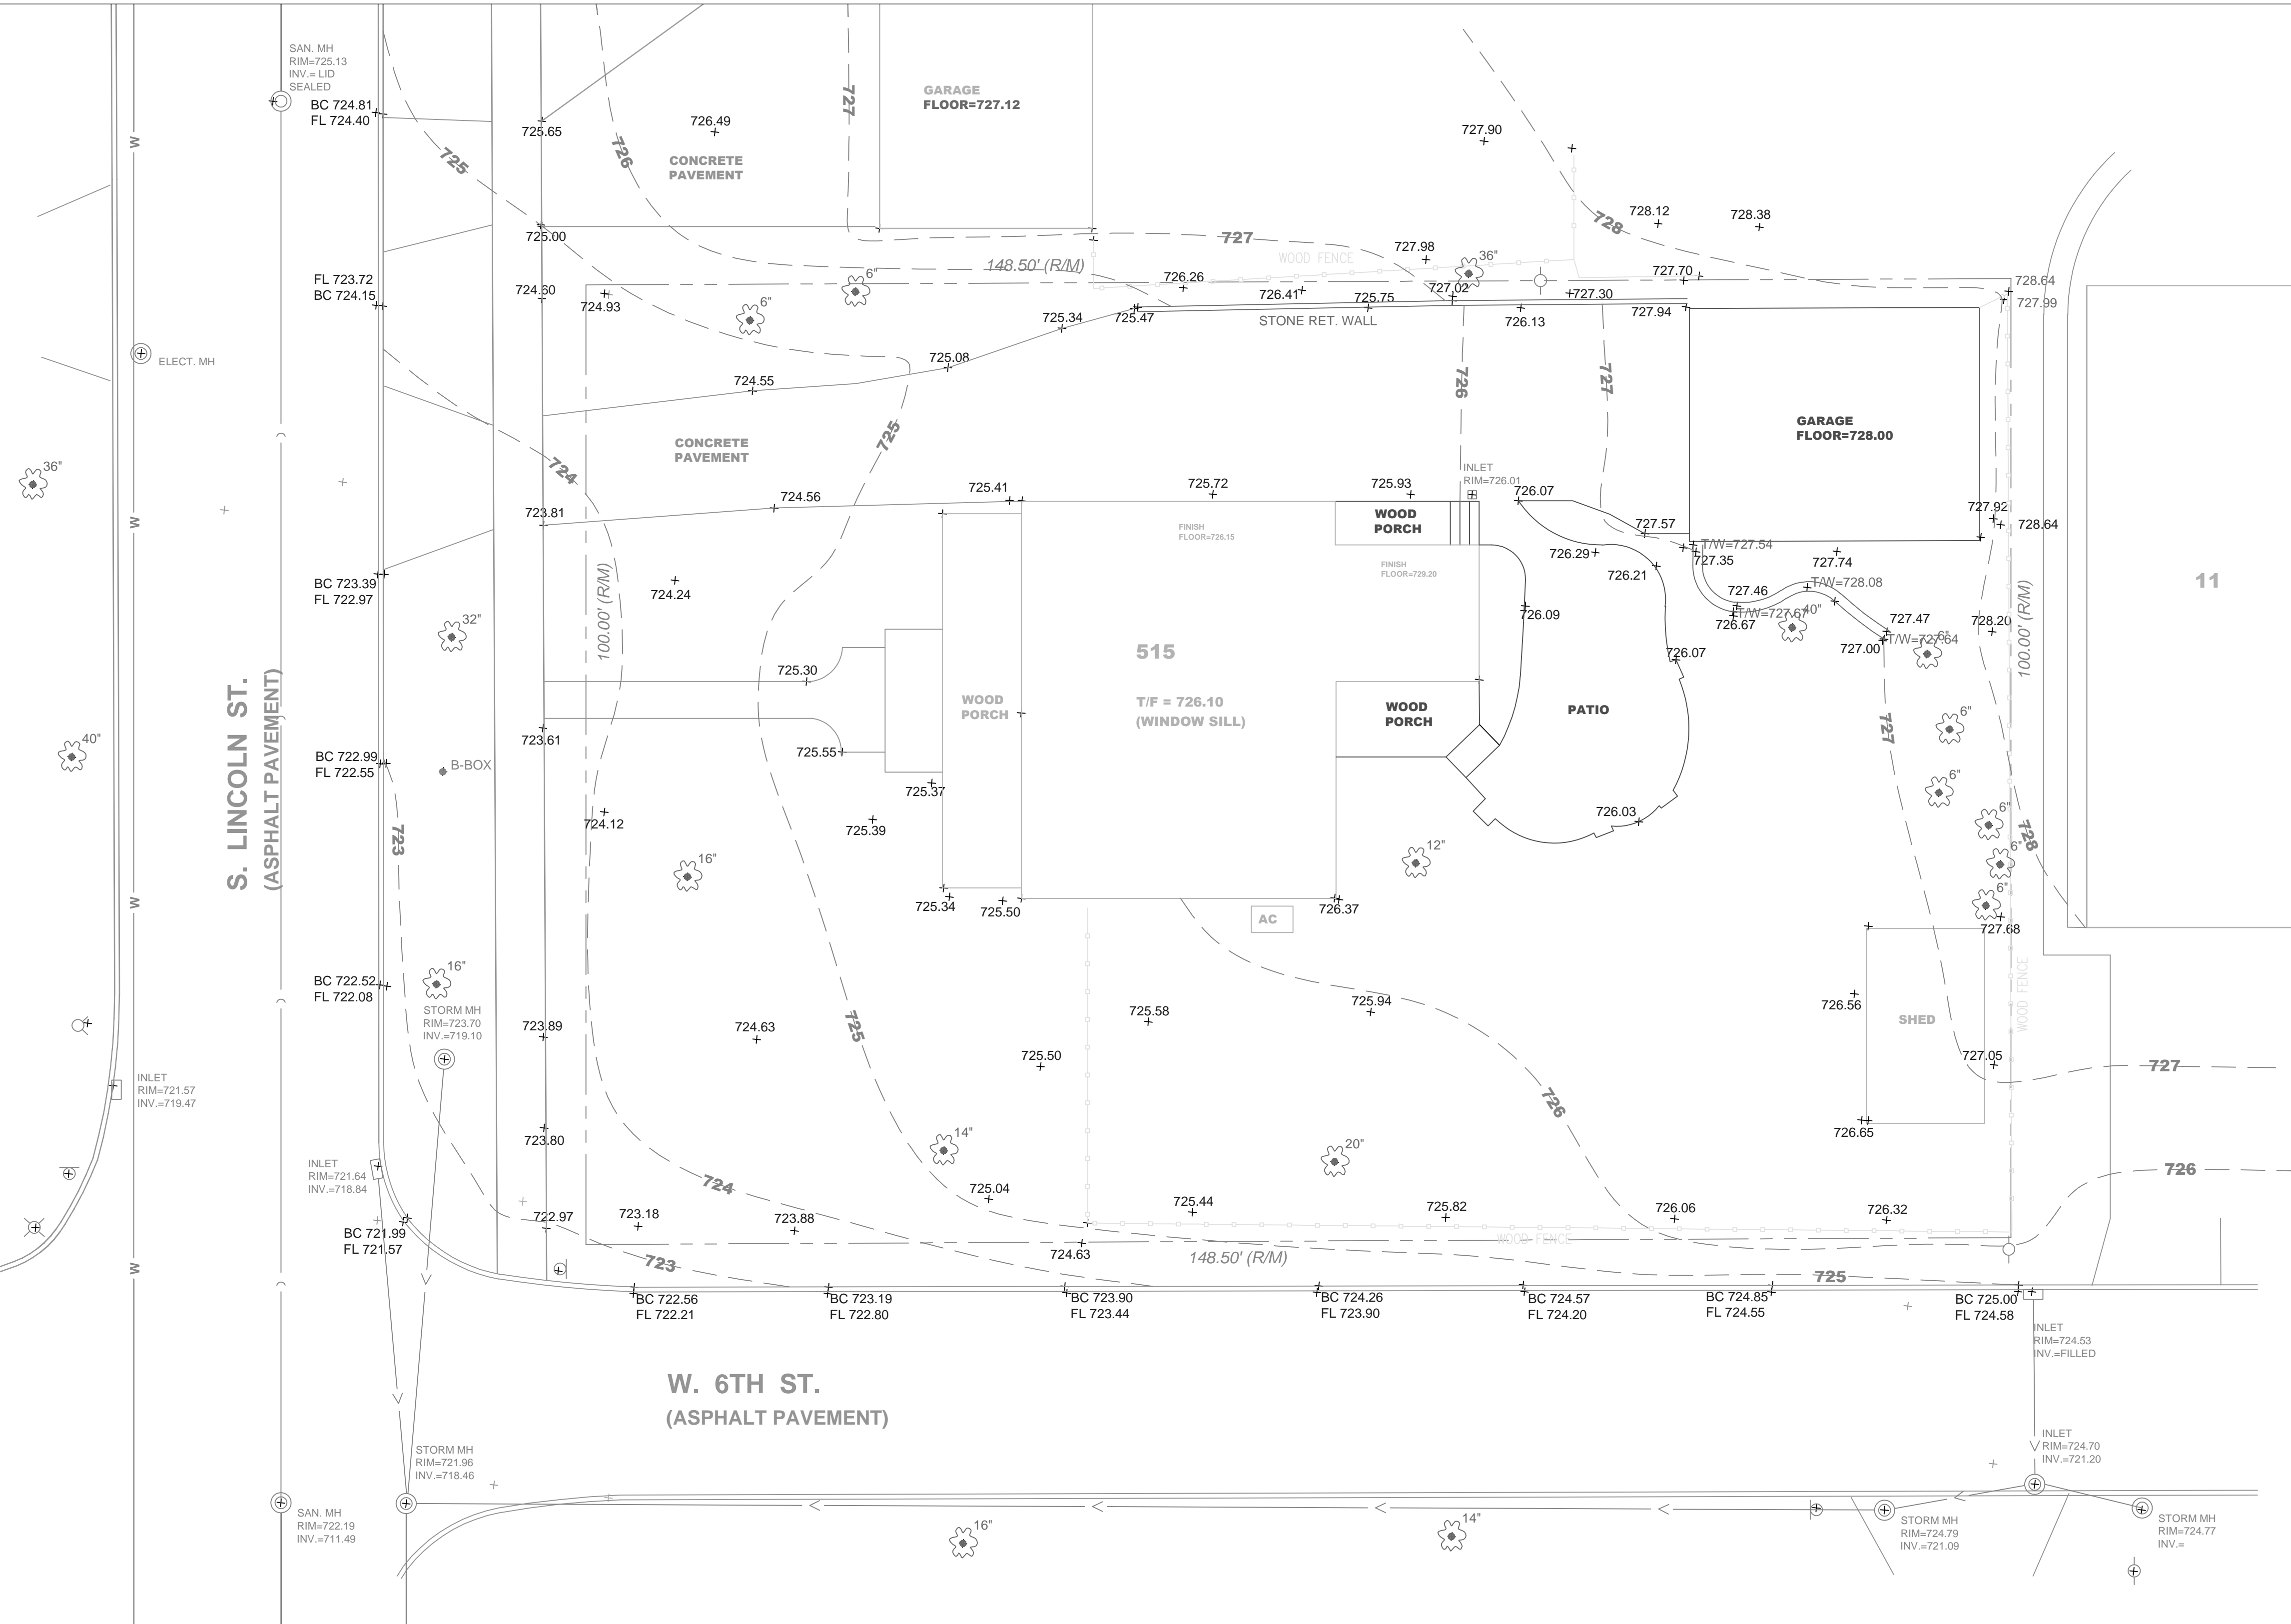 SAN. MH
RIM=725.13
INV.= LID
SEALED
BC 724.81
FL 724.40
725.65
726.49
CONCRETE
PAVEMENT
727
GARAGE
FLOOR=727.12
725
726
727.90
728.12
728.38
728
W
725.00
727
148.50' (R/M)
WOOD FENCE
727.98
36"
727.70
728.64
727.99
FL 723.72
BC 724.15
724.60
724.93
6"
6"
726.26
726.41
725.75
727.02
727.30
727.94
725.34
725.47
STONE RET. WALL
726.13
ELECT. MH
725.08
724.55
726
727
GARAGE
FLOOR=728.00
725
CONCRETE
PAVEMENT
36"
724
723.81
724.56
725.41
725.72
725.93
INLET
RIM=726.01
726.07
WOOD
PORCH
FINISH
FLOOR=726.15
FINISH
FLOOR=729.20
727.57
727.92
728.64
W
T/W=727.54
727.35
726.29
726.21
727.74
T/W=728.08
727.46
T/W=727.67
726.67
40"
726.09
727.47
T/W=727.64
6"
727.00
728.20
11
BC 723.39
FL 722.97
724.24
100.00' (R/M)
100.00' (R/M)
32"
515
T/F = 726.10
(WINDOW SILL)
726.07
725.30
WOOD
PORCH
WOOD
PORCH
PATIO
727
6"
S. LINCOLN ST.
(ASPHALT PAVEMENT)
40"
723.61
725.55
BC 722.99
FL 722.55
B-BOX
725.37
6"
723
724.12
725.39
726.03
6"
728
6"
16"
12"
6"
W
725.34
725.50
726.37
AC
727.68
BC 722.52
FL 722.08
16"
STORM MH
RIM=723.70
INV.=719.10
723.89
724.63
725
725.58
725.94
726.56
SHED
WOOD FENCE
725.50
727.05
727
INLET
RIM=721.57
INV.=719.47
726
723.80
14"
20"
726.65
INLET
RIM=721.64
INV.=718.84
724
726
722.97
723.18
723.88
725.04
725.44
725.82
726.06
726.32
BC 721.99
FL 721.57
723
724.63
148.50' (R/M)
WOOD FENCE
725
W
BC 722.56
FL 722.21
BC 723.19
FL 722.80
BC 723.90
FL 723.44
BC 724.26
FL 723.90
BC 724.57
FL 724.20
BC 724.85
FL 724.55
BC 725.00
FL 724.58
INLET
RIM=724.53
INV.=FILLED
W. 6TH ST.
(ASPHALT PAVEMENT)
STORM MH
RIM=721.96
INV.=718.46
INLET
RIM=724.70
INV.=721.20
SAN. MH
RIM=722.19
INV.=711.49
16"
14"
STORM MH
RIM=724.79
INV.=721.09
STORM MH
RIM=724.77
INV.=